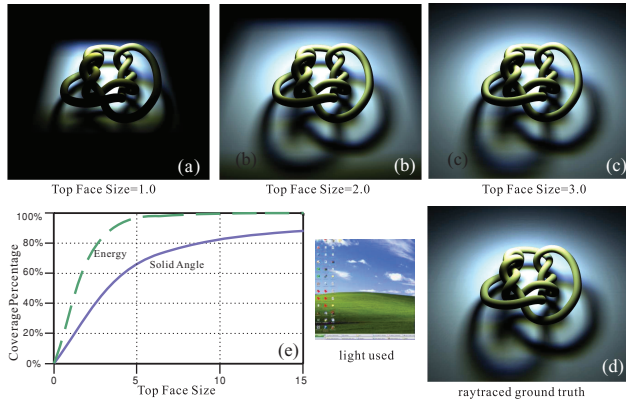 (a)
(b)
(b)
(c)
(c)
Top Face Size=1.0
Top Face Size=2.0
Top Face Size=3.0
100%
80%
60%
40%
20%
0%
Coverage Percentage
Energy
Solid Angle
(e)
0
5
10
15
Top Face Size
light used
(d)
raytraced ground truth